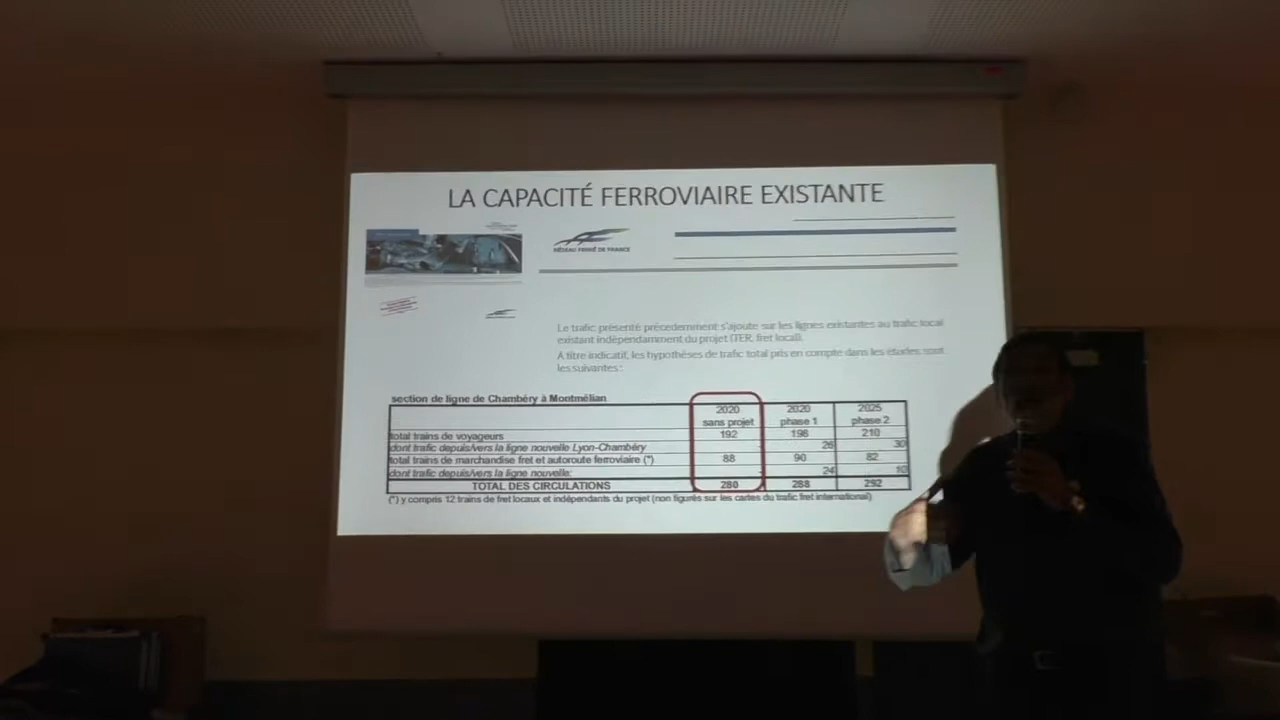 LA CAPACITÉ FERROVIAIRE EXISTANTE
RÉSEAU FERRÉ DE FRANCE
Le trafic présenté précedemment s'ajoute sur les lignes existantes au trafic local
existant indépendamment du projet (TER, fret local).
A titre indicatif, les hypothèses de trafic total pris en compte dans les études sont
les suivantes :
section de ligne de Chambéry à Montmélian
2020 2020 2025
sans projet phase 1 phase 2
total trains de voyageurs 192 198 210
dont trafic depuis/vers la ligne nouvelle Lyon-Chambéry 26 30
total trains de marchandise fret et autoroute ferroviaire (*) 88 90 82
dont trafic depuis/vers la ligne nouvelle: 24 10
TOTAL DES CIRCULATIONS 280 288 292
(*) y compris 12 trains de fret locaux et indépendants du projet (non figurés sur les cartes du trafic fret international)